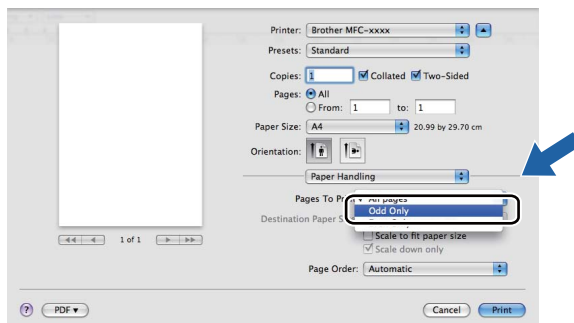 Printer: Brother MFC-xxxx
Presets: Standard
Copies: 1 Collated Two-Sided
Pages: All
From: 1 to: 1
Paper Size: A4 20.99 by 29.70 cm
Orientation:
Paper Handling
Pages To Pr All pages
Odd Only
Destination Paper S
Scale to fit paper size
1 of 1
Scale down only
Page Order: Automatic
? PDF Cancel Print